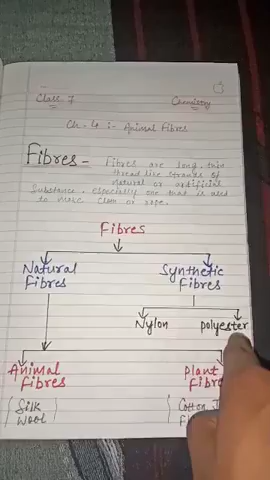 Class 7
Chemistry
Ch. 4 :- Animal Fibres
Fibres - Fibres are long, thin
thread like strands of
natural or artificial
Substance, especially one that is used
to make cloth or rope.
Fibres
Natural Fibres
Synthetic Fibres
Nylon
polyester
Animal Fibres
Plant
Silk
Wool
Cotton